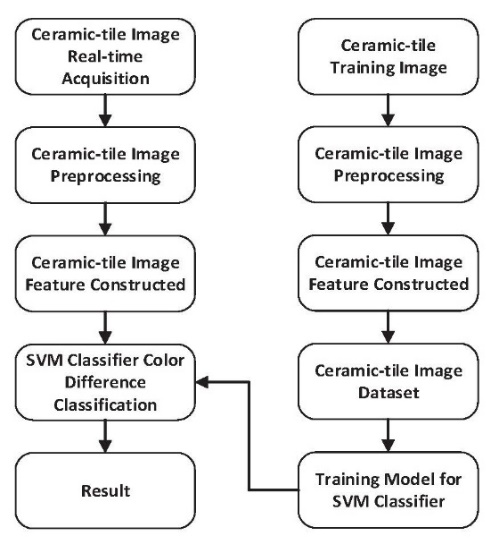 Ceramic-tile Image
Real-time
Acquisition
Ceramic-tile Image
Preprocessing
Ceramic-tile Image
Feature Constructed
SVM Classifier Color
Difference
Classification
Result
Ceramic-tile
Training Image
Ceramic-tile Image
Preprocessing
Ceramic-tile Image
Feature Constructed
Ceramic-tile Image
Dataset
Training Model for
SVM Classifier